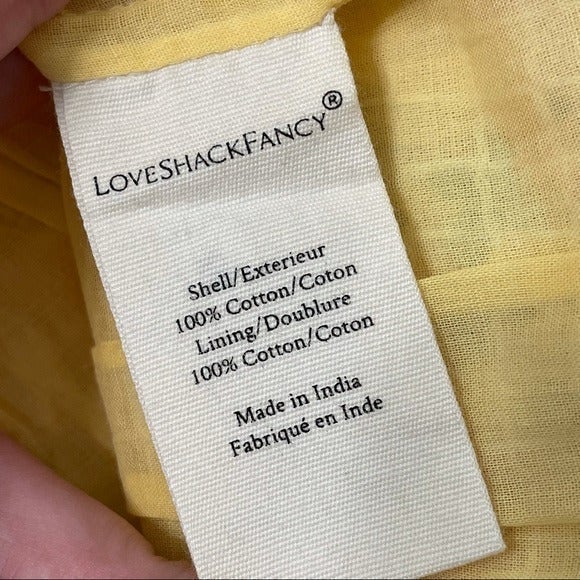 LOVESHACKFANCY®
Shell/Exterieur
100% Cotton/Coton
Lining/Doublure
100% Cotton/Coton
Made in India
Fabriqué en Inde